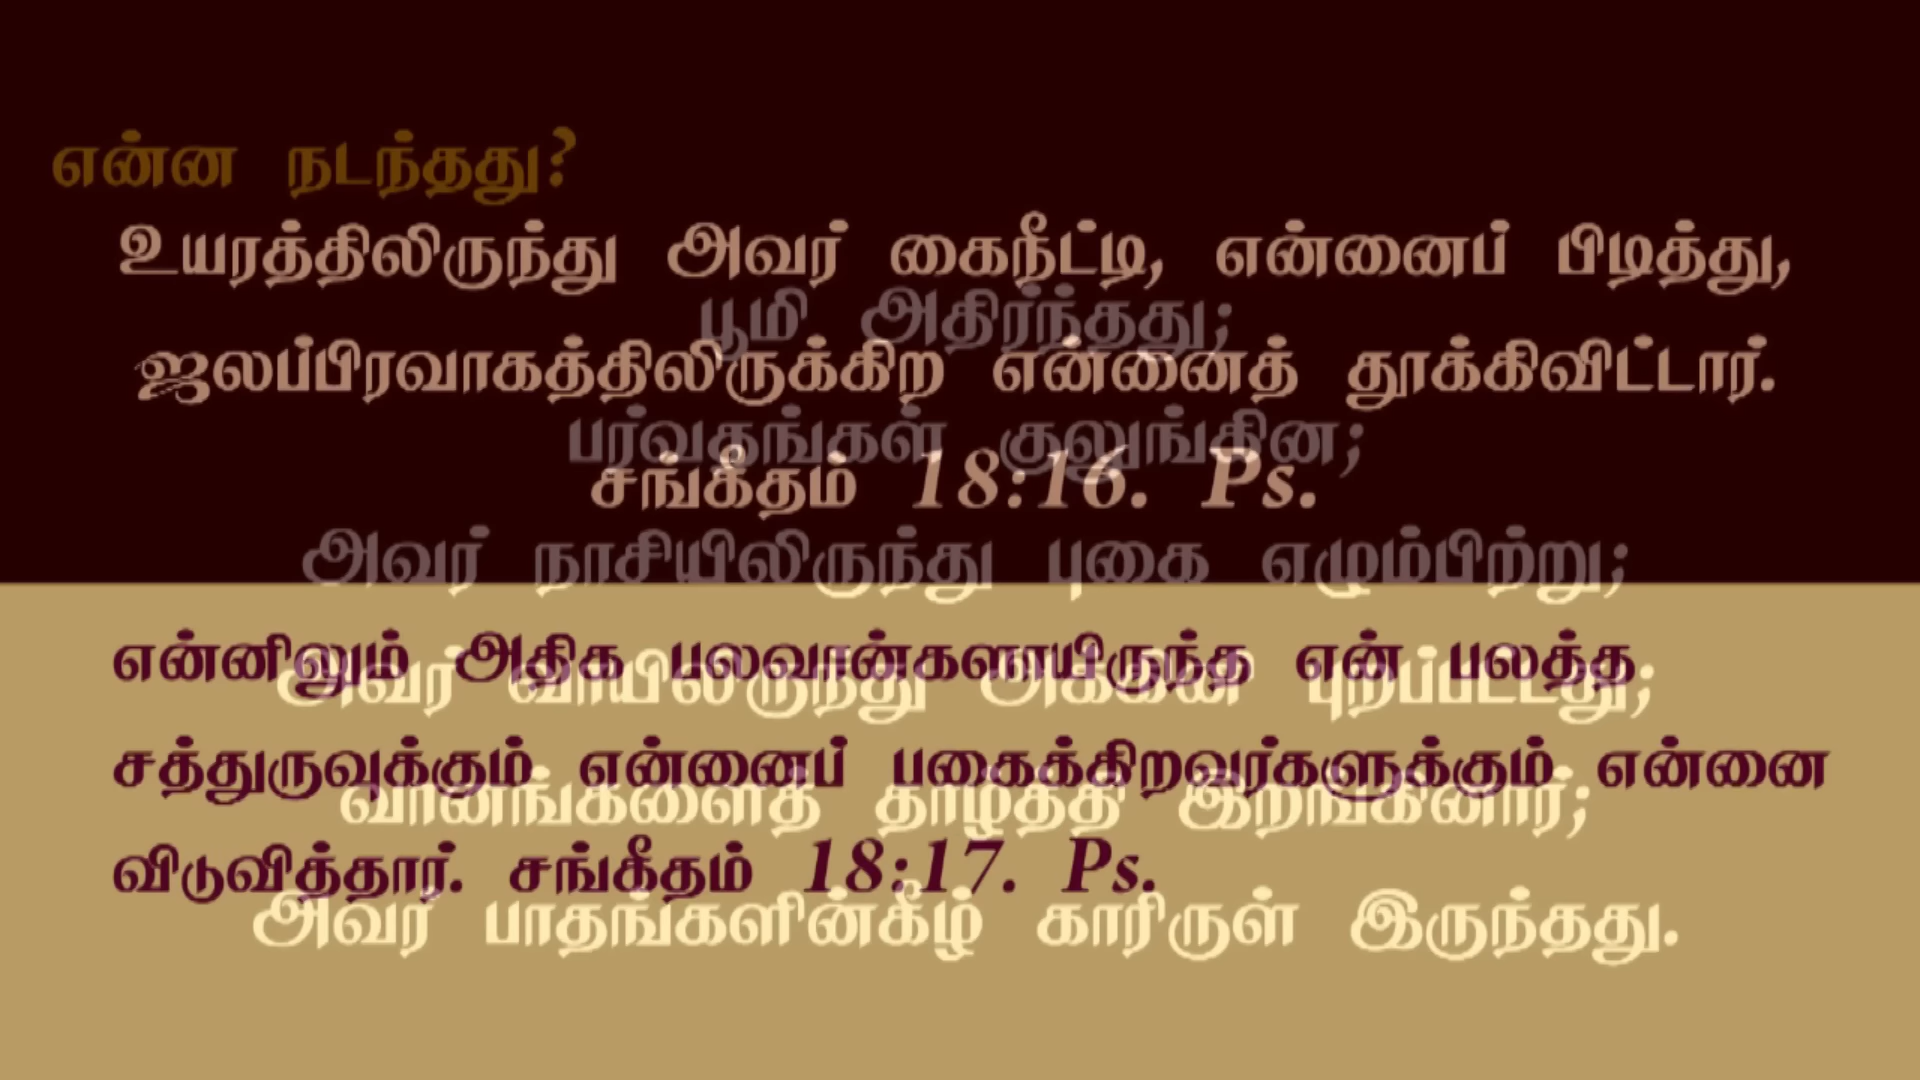 என்ன நடந்தது?
உயரத்திலிருந்து அவர் கைநீட்டி, என்னைப் பிடித்து,
பூமி அதிர்ந்தது;
ஜலப்பிரவாகத்திலிருக்கிற என்னைத் தூக்கிவிட்டார்.
பர்வதங்கள் குலுங்கின;
சங்கீதம் 18:16. Ps.
அவர் நாசியிலிருந்து புகை எழும்பிற்று;
என்னிலும் அதிக பலவான்களாயிருந்த என் பலத்த
அவர் வாயிலிருந்து அக்கினி புறப்பட்டது;
சத்துருவுக்கும் என்னைப் பகைக்கிறவர்களுக்கும் என்னை
வானங்களைத் தாழ்த்தி இறங்கினார்;
விடுவித்தார். சங்கீதம் 18:17. Ps.
அவர் பாதங்களின்கீழ் காரிருள் இருந்தது.